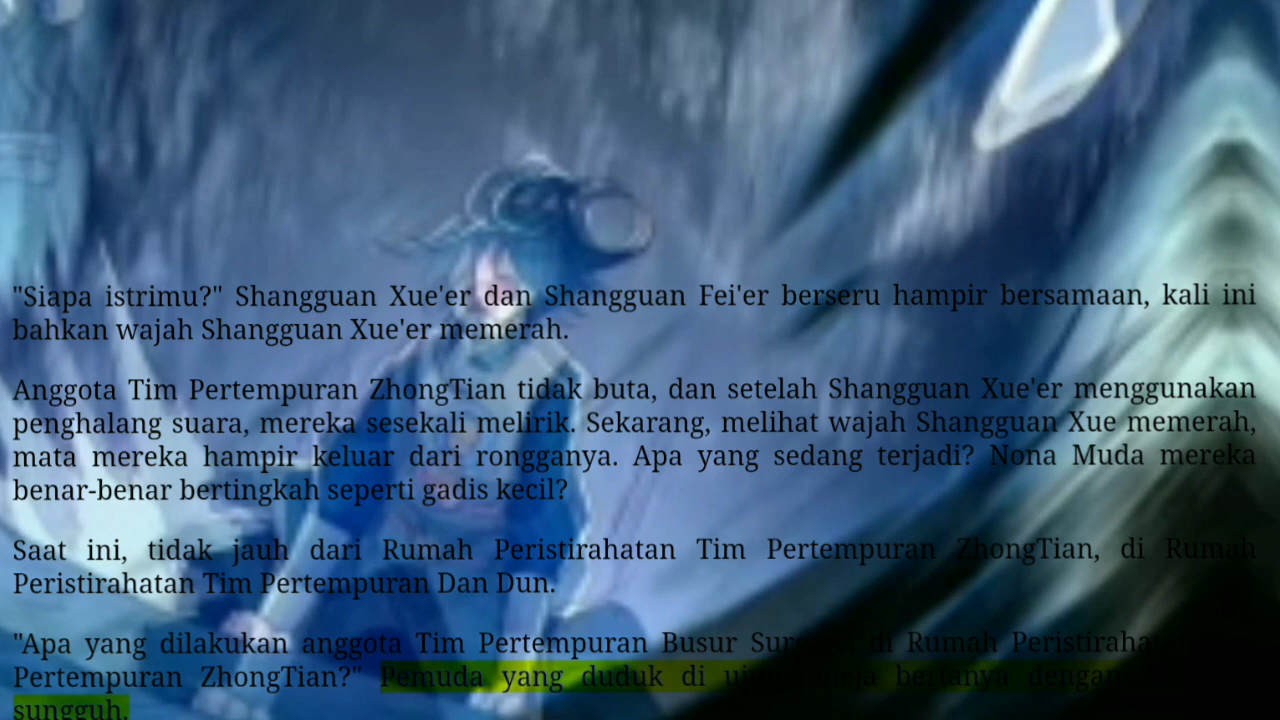 "Siapa istrimu?" Shangguan Xue'er dan Shangguan Fei'er berseru hampir bersamaan, kali ini
bahkan wajah Shangguan Xue'er memerah.
Anggota Tim Pertempuran ZhongTian tidak buta, dan setelah Shangguan Xue'er menggunakan
penghalang suara, mereka sesekali melirik. Sekarang, melihat wajah Shangguan Xue memerah,
mata mereka hampir keluar dari rongganya. Apa yang sedang terjadi? Nona Muda mereka
benar-benar bertingkah seperti gadis kecil?
Saat ini, tidak jauh dari Rumah Peristirahatan Tim Pertempuran ZhongTian, di Rumah
Peristirahatan Tim Pertempuran Dan Dun.
"Apa yang dilakukan anggota Tim Pertempuran Busur di Rumah
Pertempuran ZhongTian?" Pemuda yang duduk di bertanya dengan
sungguh.